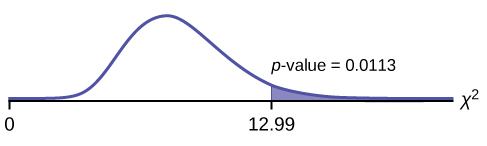 p-value = 0.0113
χ²
0
12.99